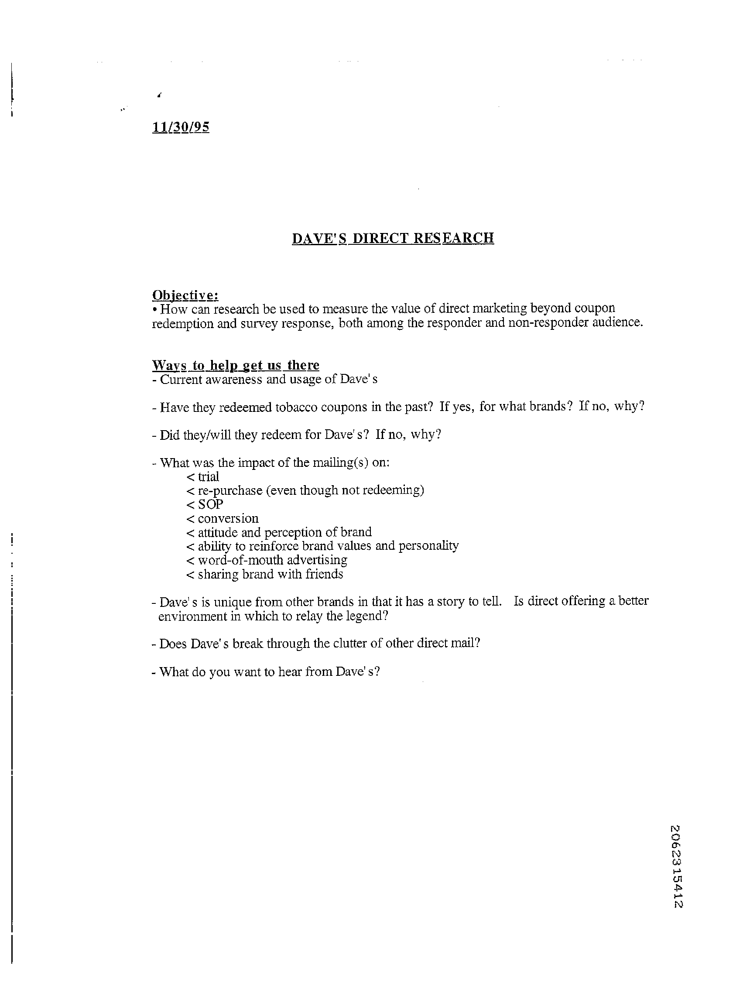 11/30/95
DAVE'S DIRECT RESEARCH
Objective:
• How can research be used to measure the value of direct marketing beyond coupon
redemption and survey response, both among the responder and non-responder audience.
Ways to help get us there
- Current awareness and usage of Dave's
- Have they redeemed tobacco coupons in the past? If yes, for what brands? If no, why?
- Did they/will they redeem for Dave's? If no, why?
- What was the impact of the mailing(s) on:
< trial
< re-purchase (even though not redeeming)
< SOP
< conversion
< attitude and perception of brand
< ability to reinforce brand values and personality
< word-of-mouth advertising
< sharing brand with friends
- Dave's is unique from other brands in that it has a story to tell. Is direct offering a better
environment in which to relay the legend?
- Does Dave's break through the clutter of other direct mail?
- What do you want to hear from Dave's?
2062315412